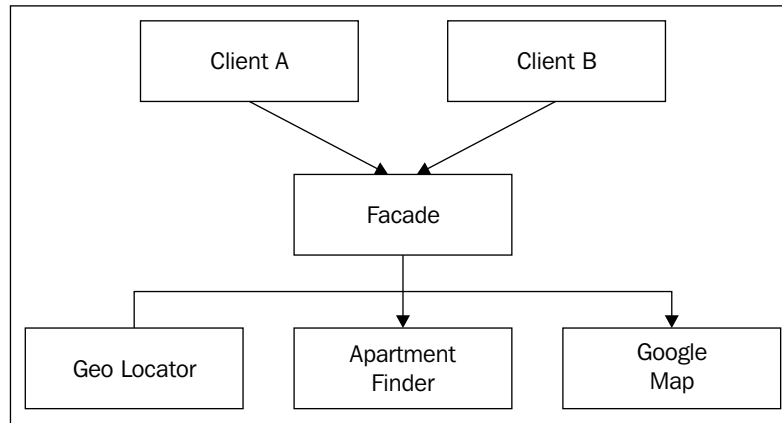 Client A
Client B
Facade
Geo Locator
Apartment
Finder
Google
Map